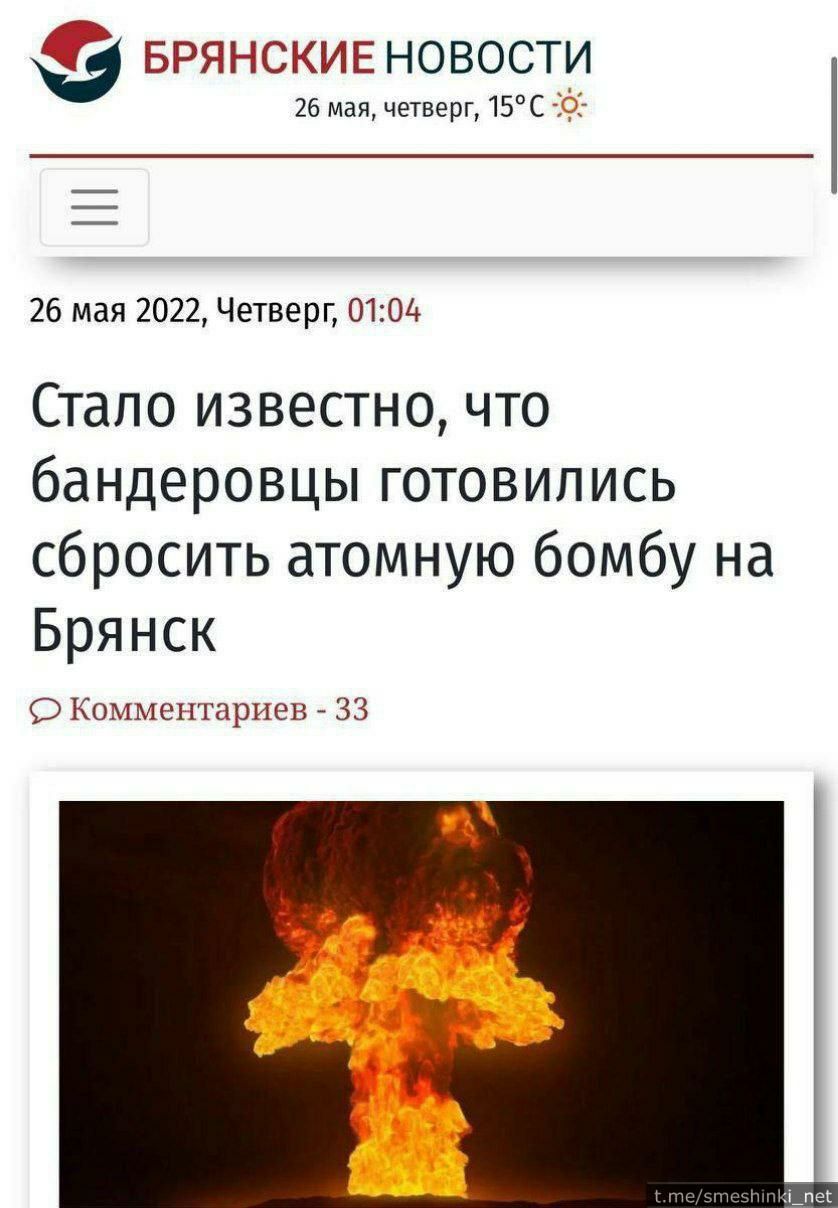 БРЯНСКИЕ НОВОСТИ
26 мая, четверг, 15°C
26 мая 2022, Четверг, 01:04
Стало известно, что
бандеровцы готовились
сбросить атомную бомбу на
Брянск
Комментариев - 33
t.me/smeshinki_net